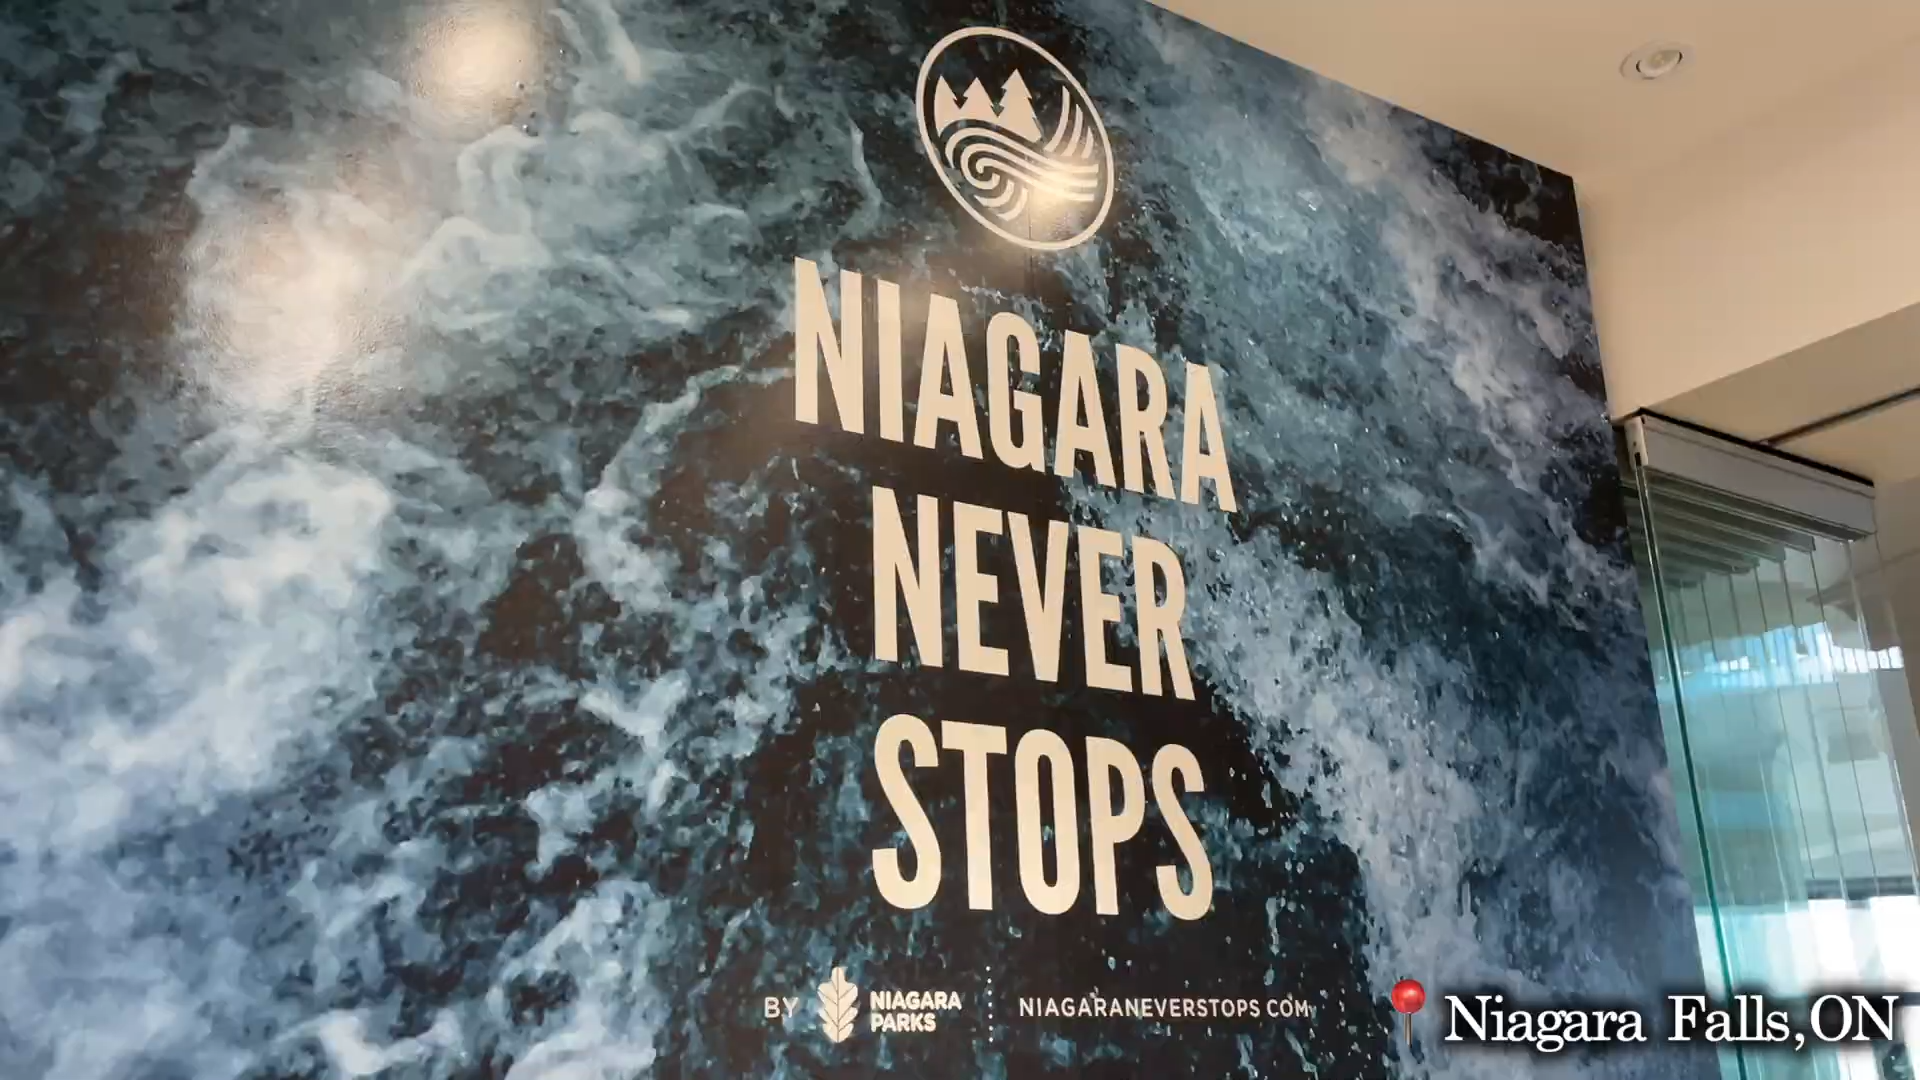 NIAGARA
NEVER
STOPS
BY NIAGARA PARKS
NIAGARANEVERSTOPS.COM
Niagara Falls, ON